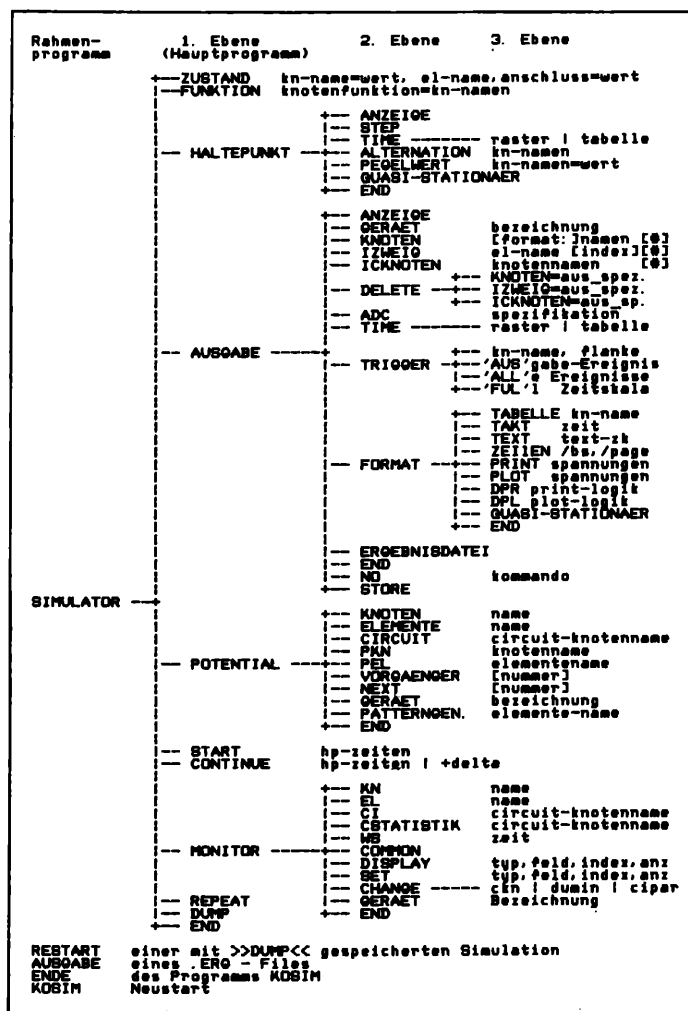 Rahmen-      1. Ebene           2. Ebene     3. Ebene
programm     (Hauptprogramm)
+--ZUSTAND   kn-name=wert, el-name,anschluss=wert
|--FUNKTION  knotenfunktion=kn-namen
+-- ANZEIGE
|-- STEP
|-- TIME ------- raster | tabelle
|-- HALTEPUNKT --+-- ALTERNATION   kn-namen
|-- PEGELWERT     kn-namen=wert
|-- QUASI-STATIONAER
+-- END
+-- ANZEIGE
|-- GERAET        bezeichnung
|-- KNOTEN        [format:]namen [@]
|-- IZWEIG        el-name [index][@]
|-- ICKNOTEN      knotennamen    [@]
+-- KNOTEN=aus_spez.
|-- DELETE --+-- IZWEIG=aus_spez.
+-- ICKNOTEN=aus_sp.
|-- ADC           spezifikation
|-- TIME ------- raster | tabelle
|-- AUSGABE -----+
+-- kn-name, flanke
|-- TRIGGER --+--'AUS'gabe-Ereignis
|--'ALL'e Ereignisse
+--'FUL'l  Zeitskala
+-- TABELLE kn-name
|-- TAKT    zeit
|-- TEXT    text-zk
|-- ZEILEN /bs,/page
|-- FORMAT --+-- PRINT spannungen
|-- PLOT  spannungen
|-- DPR print-logik
|-- DPL plot-logik
|-- QUASI-STATIONAER
+-- END
|-- ERGEBNISDATEI
|-- END
|-- NO            kommando
+-- STORE
SIMULATOR --+
+-- KNOTEN        name
|-- ELEMENTE      name
|-- CIRCUIT       circuit-knotenname
|-- PKN           knotenname
|-- POTENTIAL ---+-- PEL           elementename
|-- VORGAENGER    [nummer]
|-- NEXT          [nummer]
|-- GERAET        bezeichnung
|-- PATTERNGEN.   elemente-name
+-- END
|-- START        hp-zeiten
|-- CONTINUE     hp-zeiten | +delta
+-- KN            name
|-- EL            name
|-- CI            circuit-knotenname
|-- CSTATISTIK    circuit-knotenname
|-- WS            zeit
|-- MONITOR -----+-- COMMON
|-- DISPLAY       typ,feld,index,anz
|-- SET           typ,feld,index,anz
|-- CHANGE ----- ckn | dumin | cipar
|-- REPEAT       |-- GERAET        Bezeichnung
|-- DUMP         +-- END
+-- END
RESTART   einer mit >>DUMP<< gespeicherten Simulation
AUSGABE   eines .ERG - Files
ENDE      des Programms KOSIM
KOSIM     Neustart